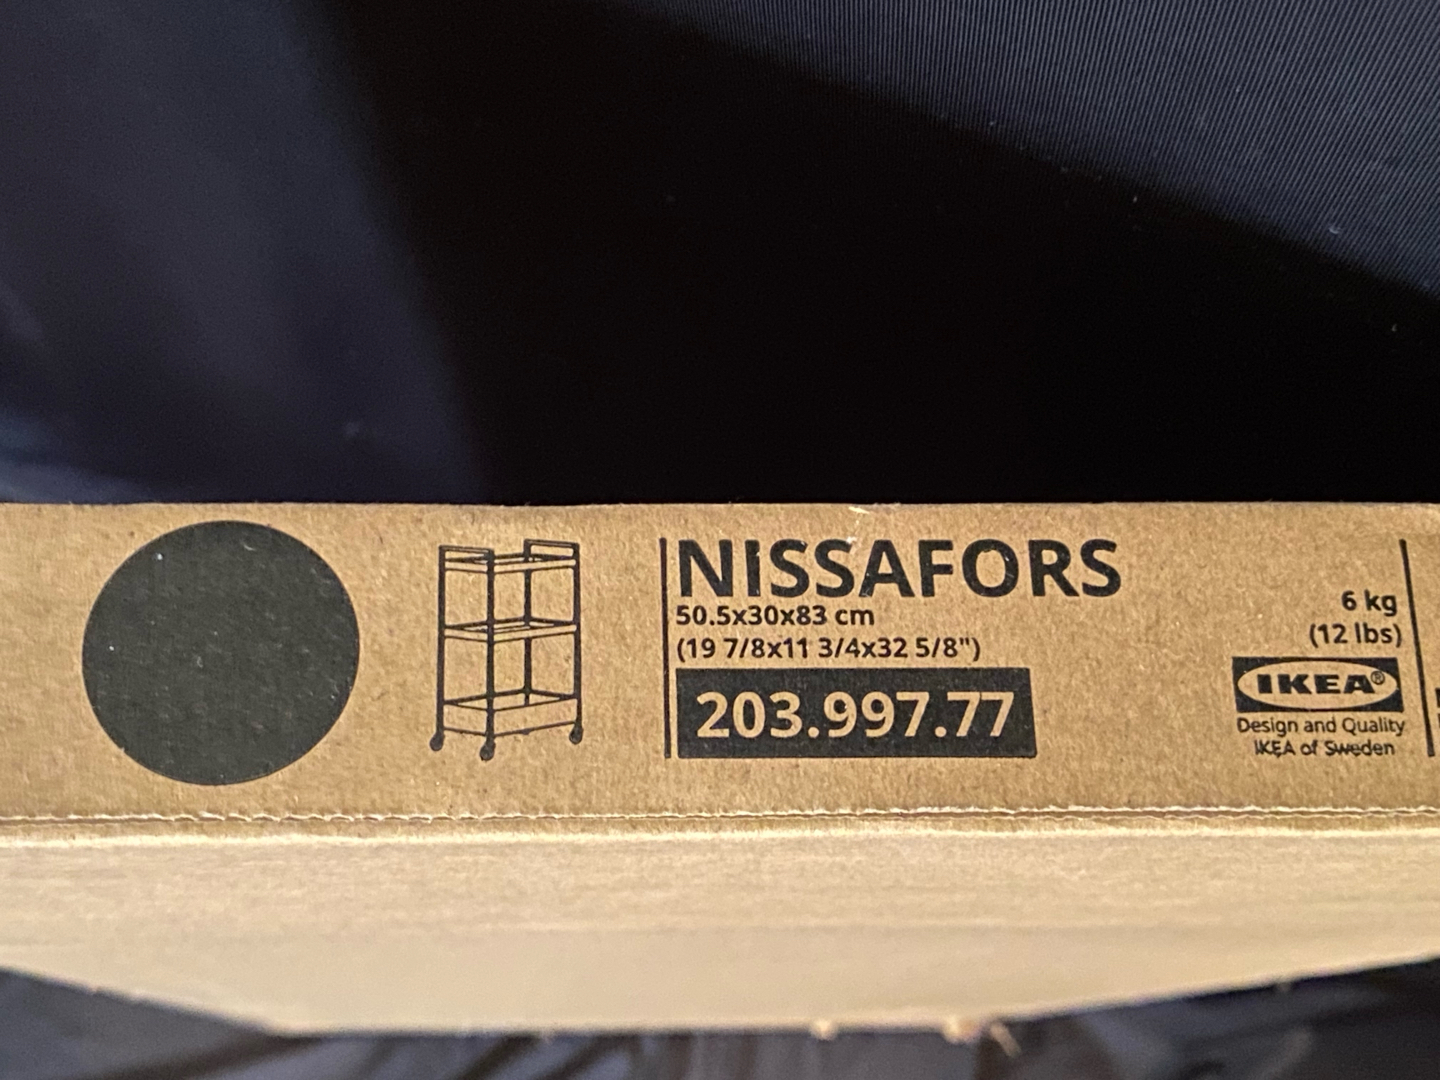 NISSAFORS
50.5x30x83 cm
(19 7/8x11 3/4x32 5/8")
203.997.77
6 kg
(12 lbs)
IKEA®
Design and Quality
IKEA of Sweden